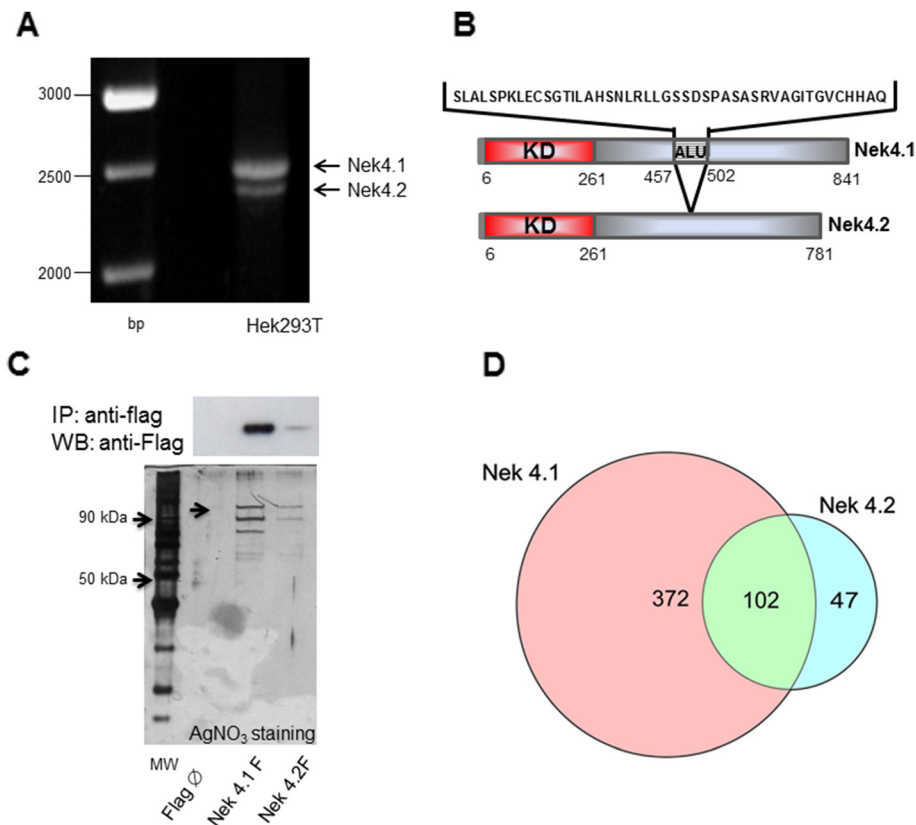 A
3000
2500
2000
Nek4.1
Nek4.2
bp
Hek293T
B
SLALSPKLECSGTILAHSNLRLLGSSDSPASASRVAGITGVCHHAQ
KD
ALU
Nek4.1
6
261
457
502
841
KD
Nek4.2
6
261
781
C
IP: anti-flag
WB: anti-Flag
90 kDa
50 kDa
AgNO3 staining
MW
Flag Ø
Nek 4.1 F
Nek 4.2F
D
Nek 4.1
Nek 4.2
372
102
47